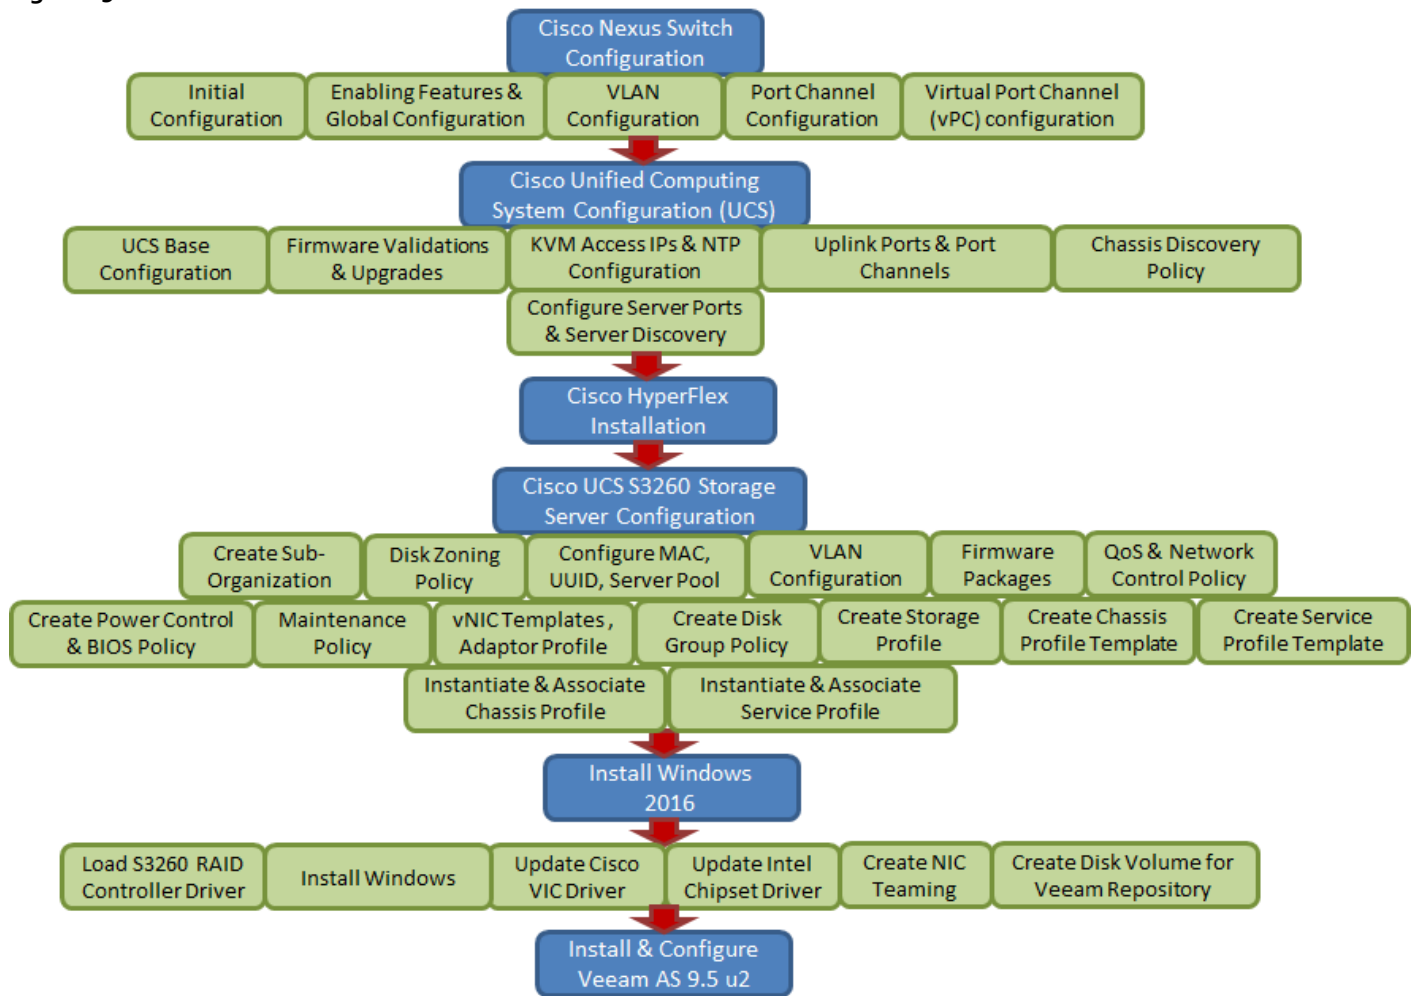 Cisco Nexus Switch
Configuration
Initial
Configuration
Enabling Features &
Global Configuration
VLAN
Configuration
Port Channel
Configuration
Virtual Port Channel
(vPC) configuration
Cisco Unified Computing
System Configuration (UCS)
UCS Base
Configuration
Firmware Validations
& Upgrades
KVM Access IPs & NTP
Configuration
Uplink Ports & Port
Channels
Chassis Discovery
Policy
Configure Server Ports
& Server Discovery
Cisco HyperFlex
Installation
Cisco UCS S3260 Storage
Server Configuration
Create Sub-
Organization
Disk Zoning
Policy
Configure MAC,
UUID, Server Pool
VLAN
Configuration
Firmware
Packages
QoS & Network
Control Policy
Create Power Control
& BIOS Policy
Maintenance
Policy
vNIC Templates ,
Adaptor Profile
Create Disk
Group Policy
Create Storage
Profile
Create Chassis
Profile Template
Create Service
Profile Template
Instantiate & Associate
Chassis Profile
Instantiate & Associate
Service Profile
Install Windows
2016
Load S3260 RAID
Controller Driver
Install Windows
Update Cisco
VIC Driver
Update Intel
Chipset Driver
Create NIC
Teaming
Create Disk Volume for
Veeam Repository
Install & Configure
Veeam AS 9.5 u2